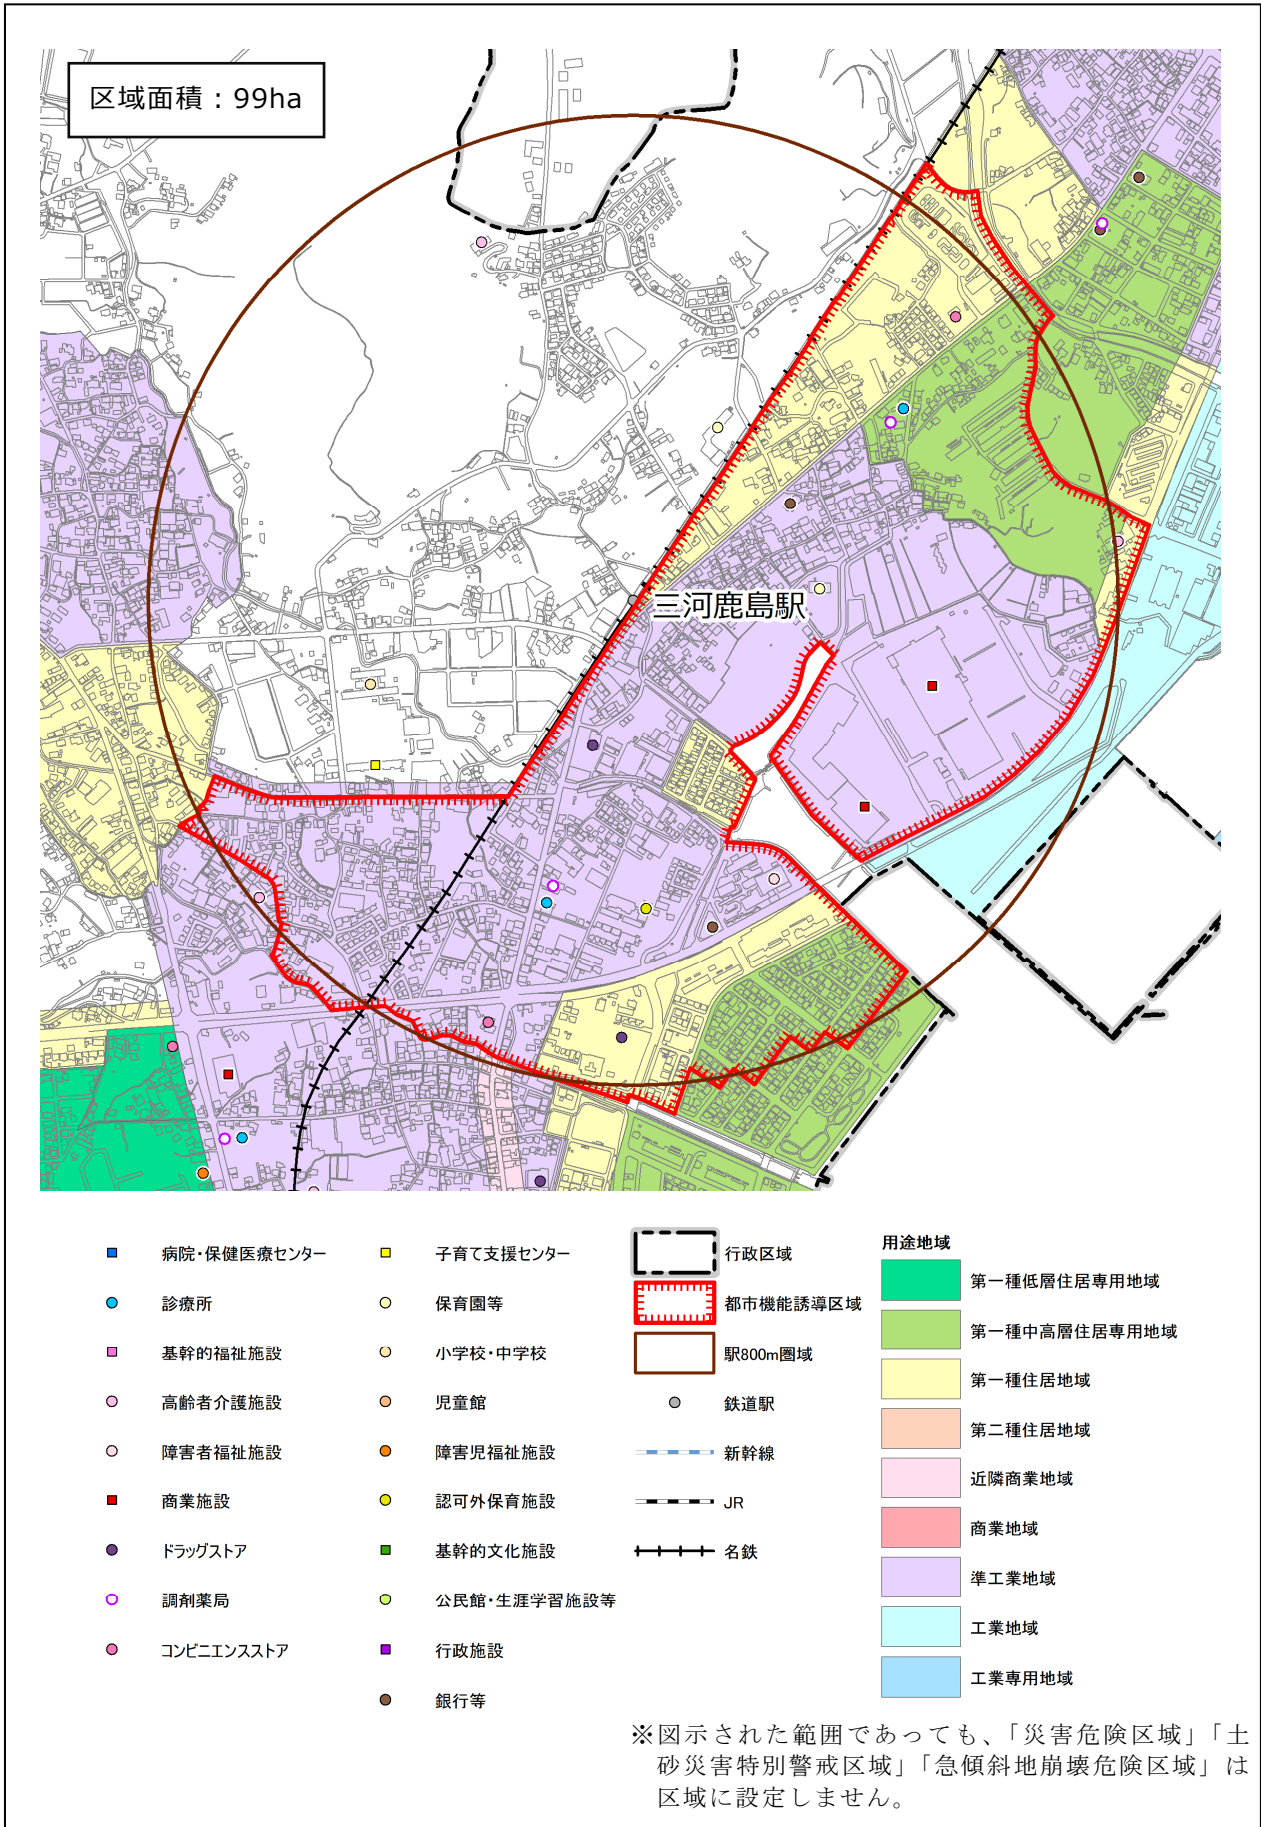 区域面積：99ha
三河鹿島駅
病院・保健医療センター
診療所
基幹的福祉施設
高齢者介護施設
障害者福祉施設
商業施設
ドラッグストア
調剤薬局
コンビニエンスストア
子育て支援センター
保育園等
小学校・中学校
児童館
障害児福祉施設
認可外保育施設
基幹的文化施設
公民館・生涯学習施設等
行政施設
銀行等
行政区域
都市機能誘導区域
駅800m圏域
鉄道駅
新幹線
JR
名鉄
用途地域
第一種低層住居専用地域
第一種中高層住居専用地域
第一種住居地域
第二種住居地域
近隣商業地域
商業地域
準工業地域
工業地域
工業専用地域
※図示された範囲であっても、「災害危険区域」「土
砂災害特別警戒区域」「急傾斜地崩壊危険区域」は
区域に設定しません。